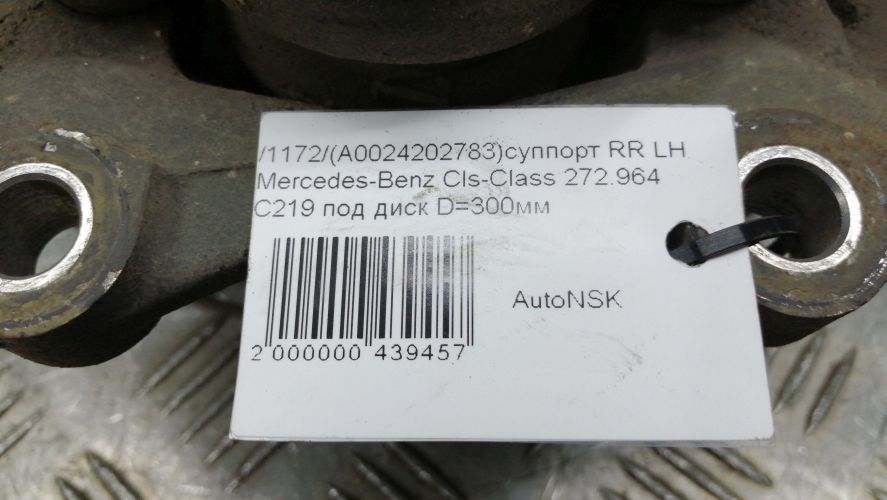 /1172/(A0024202783)суппорт RR LH
Mercedes-Benz Cls-Class 272.964
C219 под диск D=300мм
AutoNSK
2 000000 439457